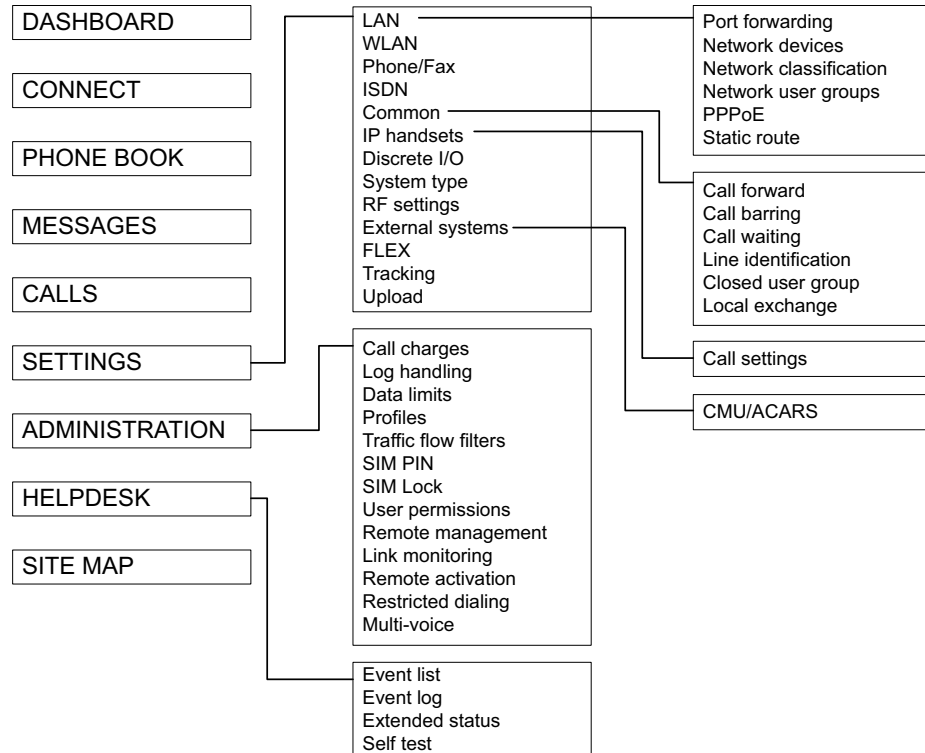 DASHBOARD
CONNECT
PHONE BOOK
MESSAGES
CALLS
SETTINGS
ADMINISTRATION
HELPDESK
SITE MAP
LAN
WLAN
Phone/Fax
ISDN
Common
IP handsets
Discrete I/O
System type
RF settings
External systems
FLEX
Tracking
Upload
Call charges
Log handling
Data limits
Profiles
Traffic flow filters
SIM PIN
SIM Lock
User permissions
Remote management
Link monitoring
Remote activation
Restricted dialing
Multi-voice
Event list
Event log
Extended status
Self test
Port forwarding
Network devices
Network classification
Network user groups
PPPoE
Static route
Call forward
Call barring
Call waiting
Line identification
Closed user group
Local exchange
Call settings
CMU/ACARS